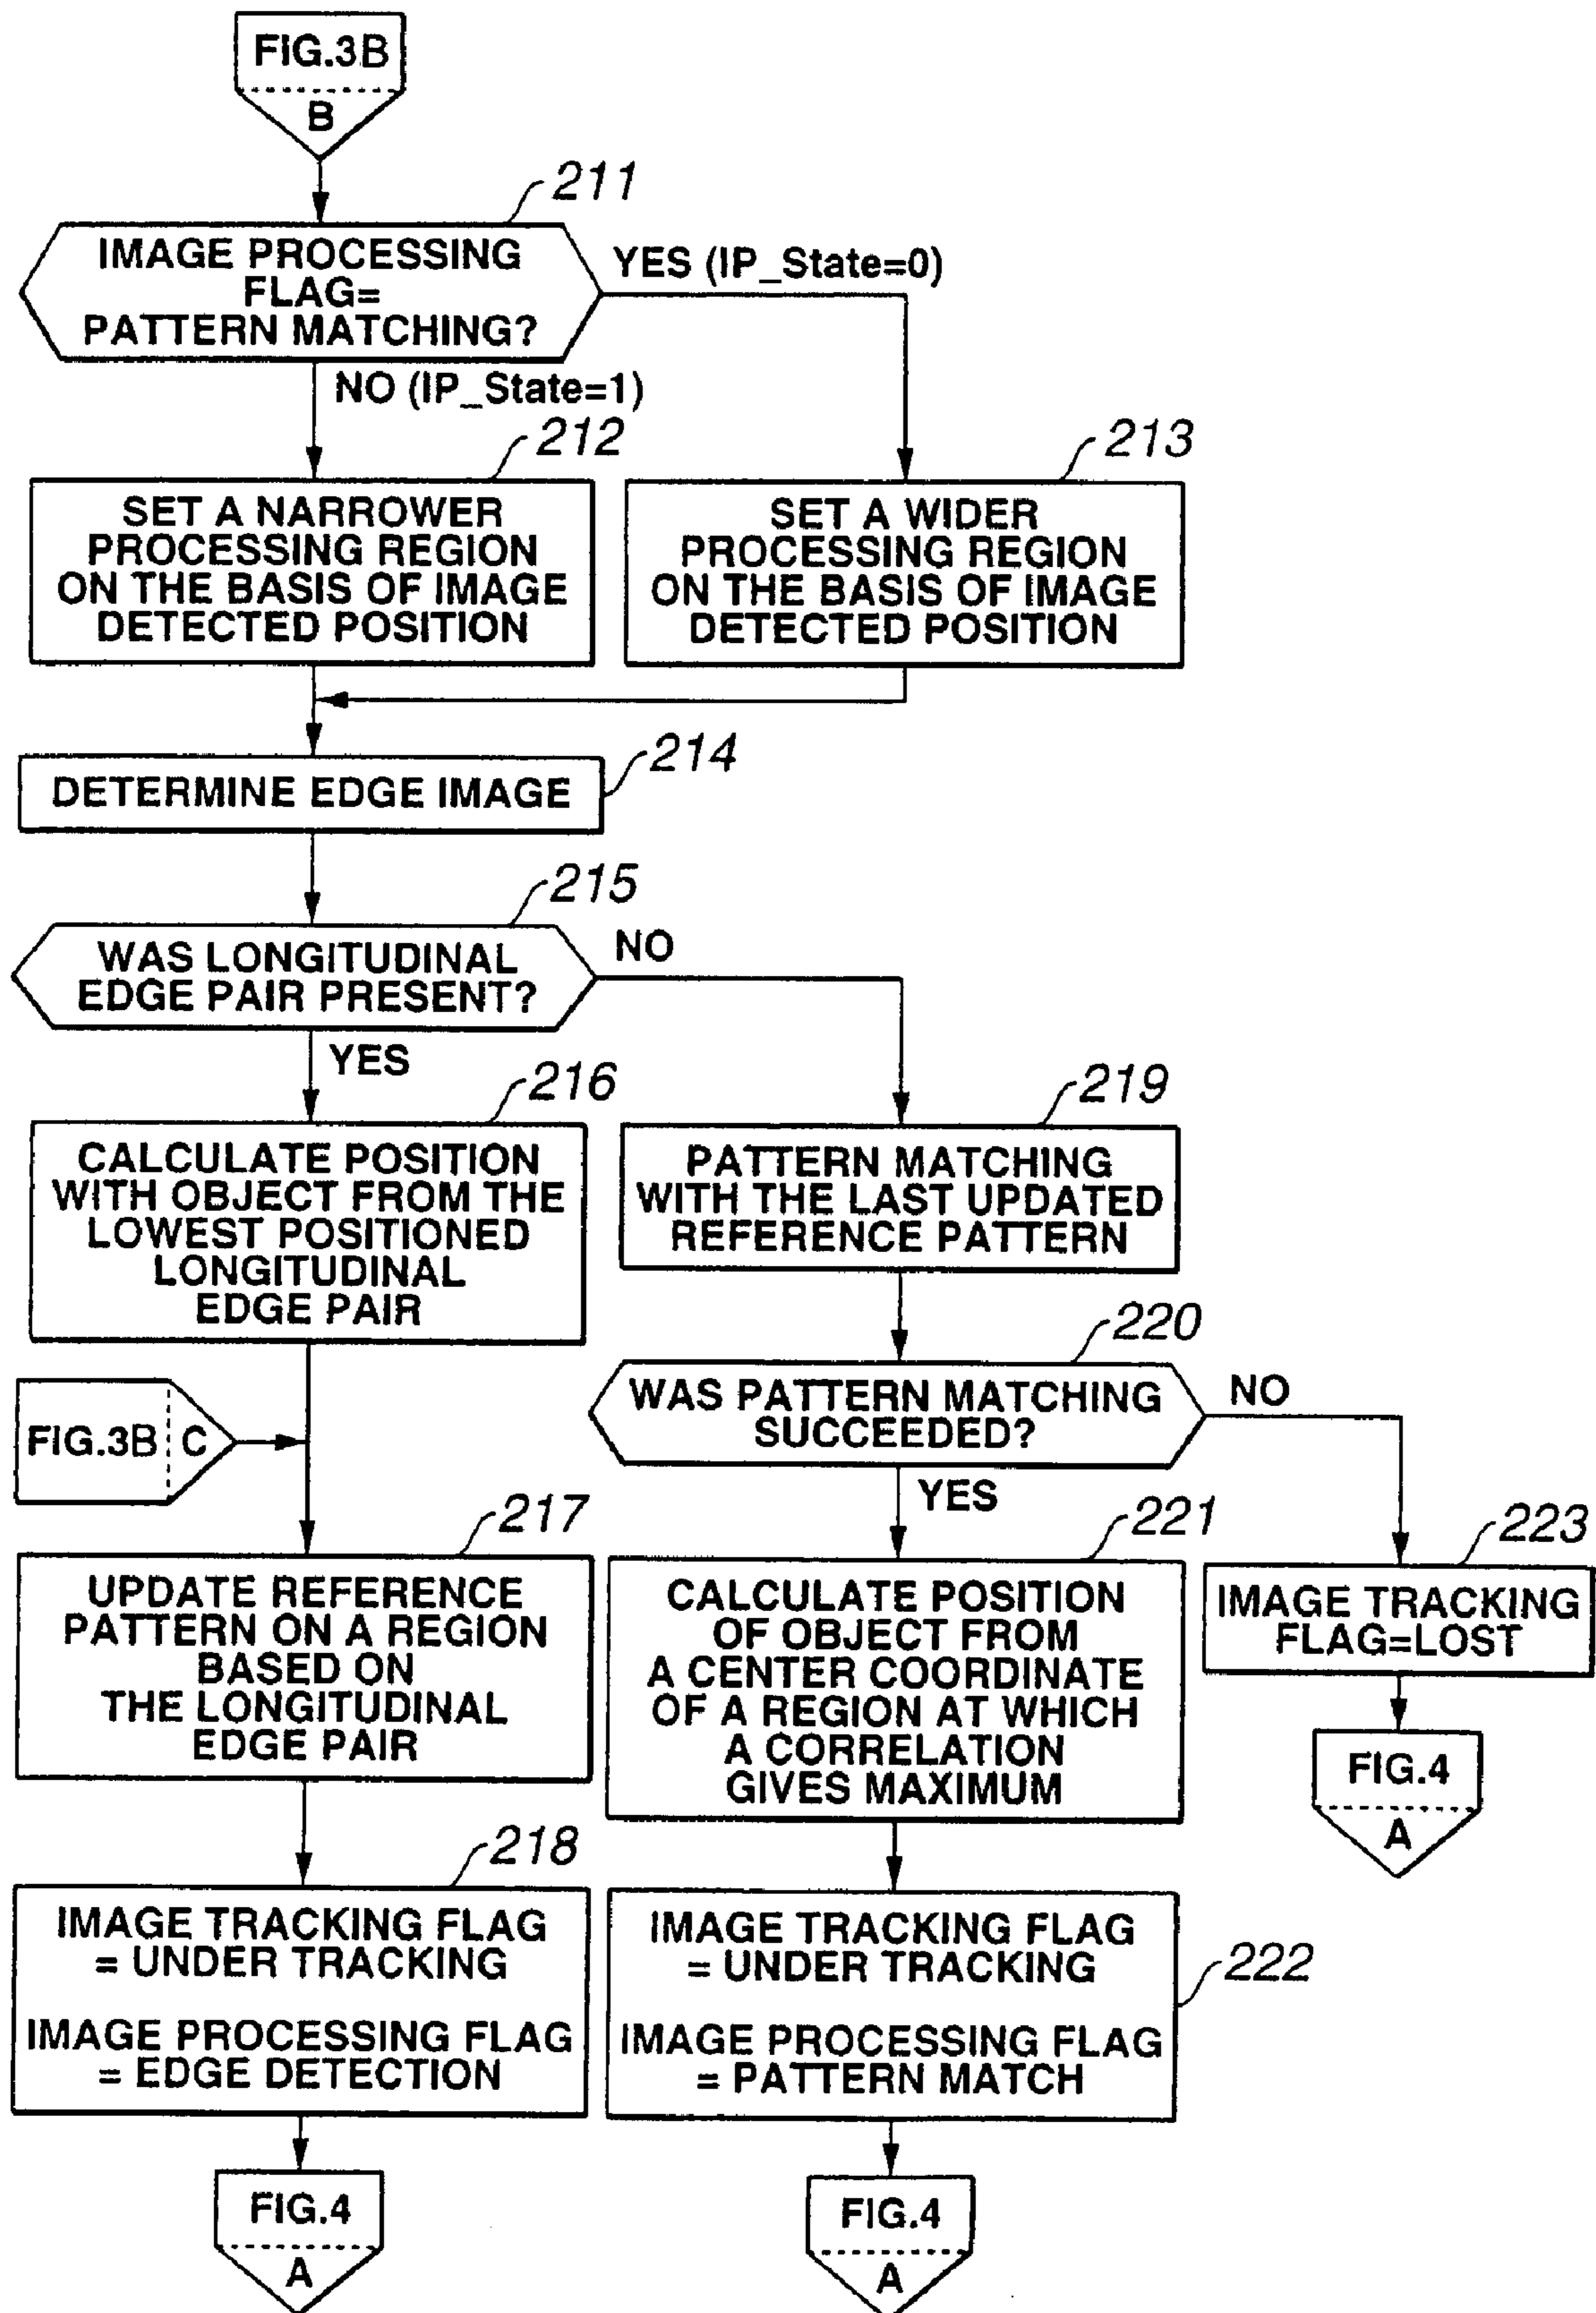 FIG.3B
B
211
IMAGE PROCESSING
FLAG=
PATTERN MATCHING?
YES (IP_State=0)
NO (IP_State=1)
212
SET A NARROWER
PROCESSING REGION
ON THE BASIS OF IMAGE
DETECTED POSITION
213
SET A WIDER
PROCESSING REGION
ON THE BASIS OF IMAGE
DETECTED POSITION
214
DETERMINE EDGE IMAGE
215
WAS LONGITUDINAL
EDGE PAIR PRESENT?
NO
YES
216
CALCULATE POSITION
WITH OBJECT FROM THE
LOWEST POSITIONED
LONGITUDINAL
EDGE PAIR
219
PATTERN MATCHING
WITH THE LAST UPDATED
REFERENCE PATTERN
220
WAS PATTERN MATCHING
SUCCEEDED?
NO
YES
FIG.3B C
217
UPDATE REFERENCE
PATTERN ON A REGION
BASED ON
THE LONGITUDINAL
EDGE PAIR
221
CALCULATE POSITION
OF OBJECT FROM
A CENTER COORDINATE
OF A REGION AT WHICH
A CORRELATION
GIVES MAXIMUM
223
IMAGE TRACKING
FLAG=LOST
FIG.4
A
218
IMAGE TRACKING FLAG
= UNDER TRACKING
IMAGE PROCESSING FLAG
= EDGE DETECTION
222
IMAGE TRACKING FLAG
= UNDER TRACKING
IMAGE PROCESSING FLAG
= PATTERN MATCH
FIG.4
A
FIG.4
A